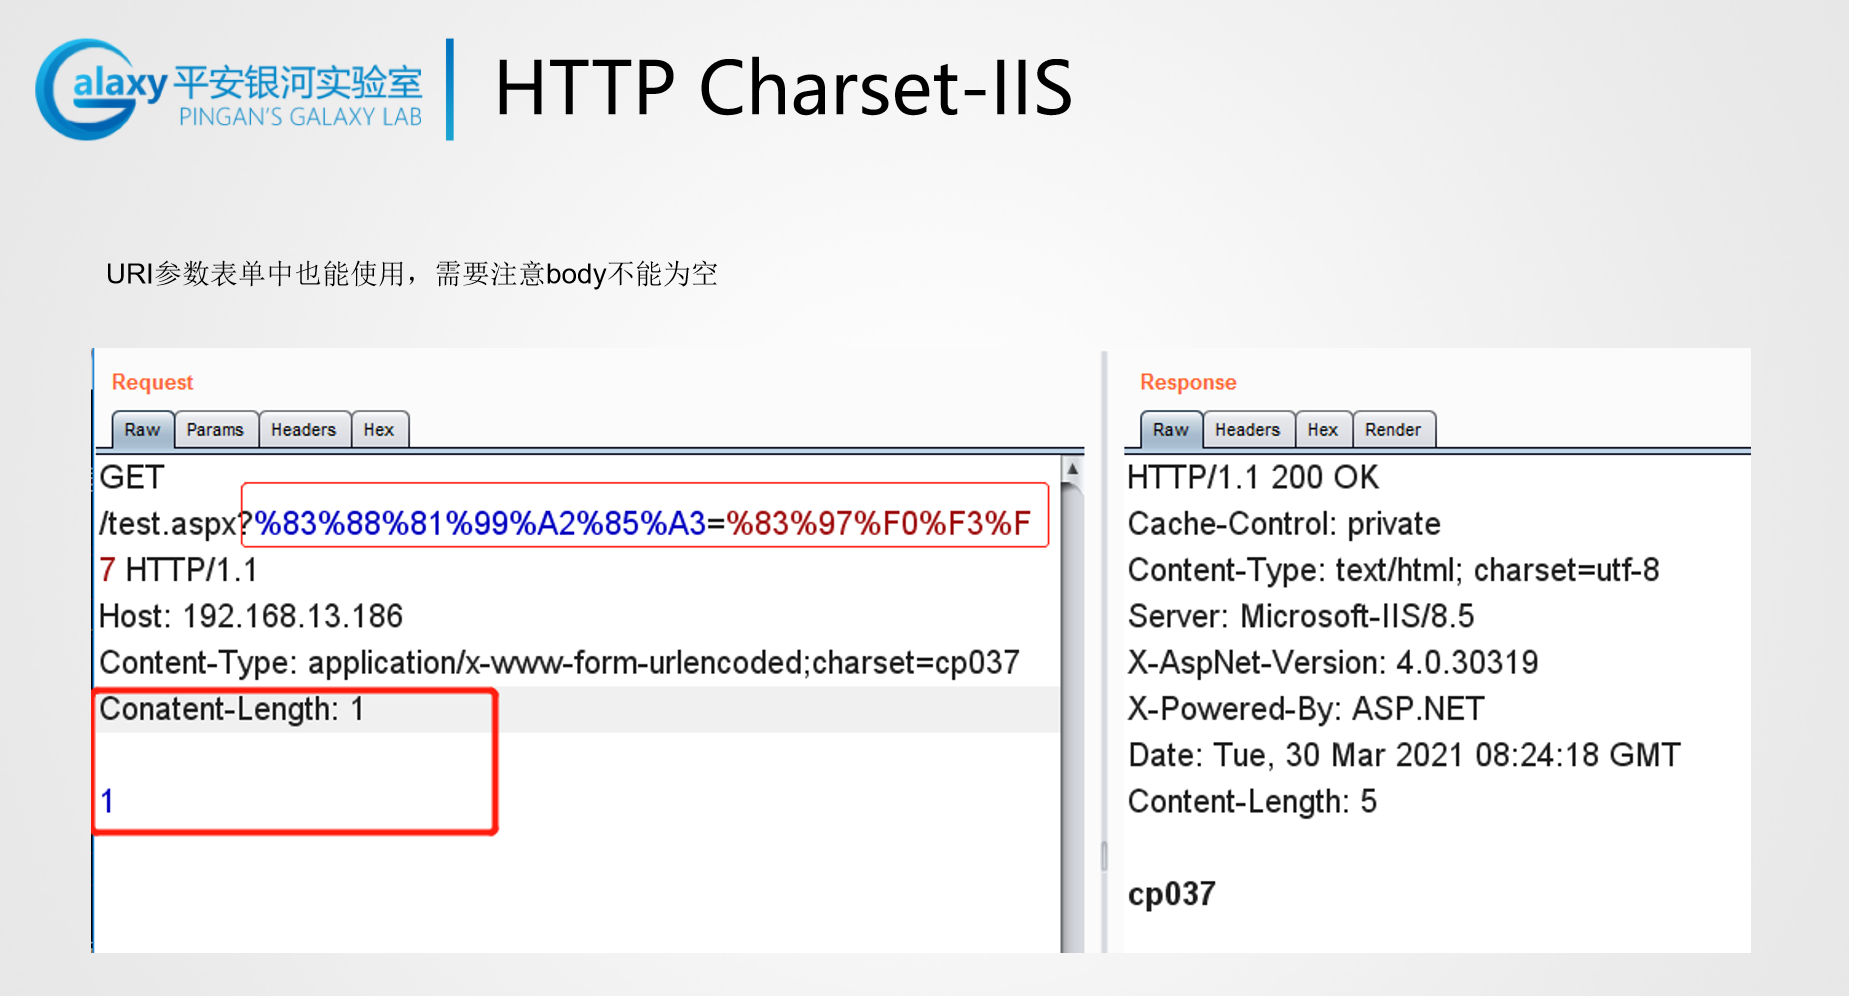 Galaxy 平安银河实验室
PINGAN'S GALAXY LAB
HTTP Charset-IIS
URI参数表单中也能使用，需要注意body不能为空
Request
Raw Params Headers Hex
GET
/test.aspx?%83%88%81%99%A2%85%A3=%83%97%F0%F3%F
7 HTTP/1.1
Host: 192.168.13.186
Content-Type: application/x-www-form-urlencoded;charset=cp037
Conatent-Length: 1
1
Response
Raw Headers Hex Render
HTTP/1.1 200 OK
Cache-Control: private
Content-Type: text/html; charset=utf-8
Server: Microsoft-IIS/8.5
X-AspNet-Version: 4.0.30319
X-Powered-By: ASP.NET
Date: Tue, 30 Mar 2021 08:24:18 GMT
Content-Length: 5
cp037